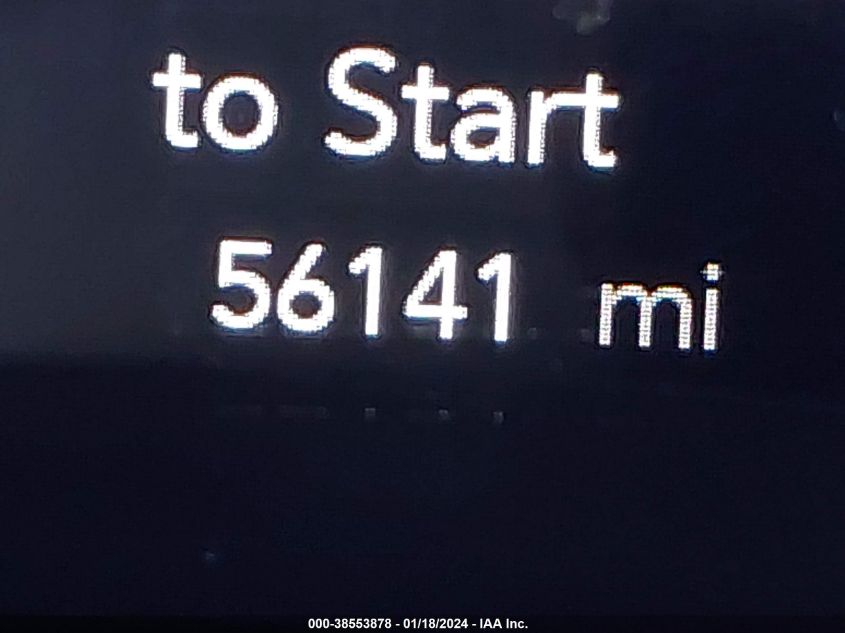 to Start
56141 mi
000-38553878 - 01/18/2024 - IAA Inc.